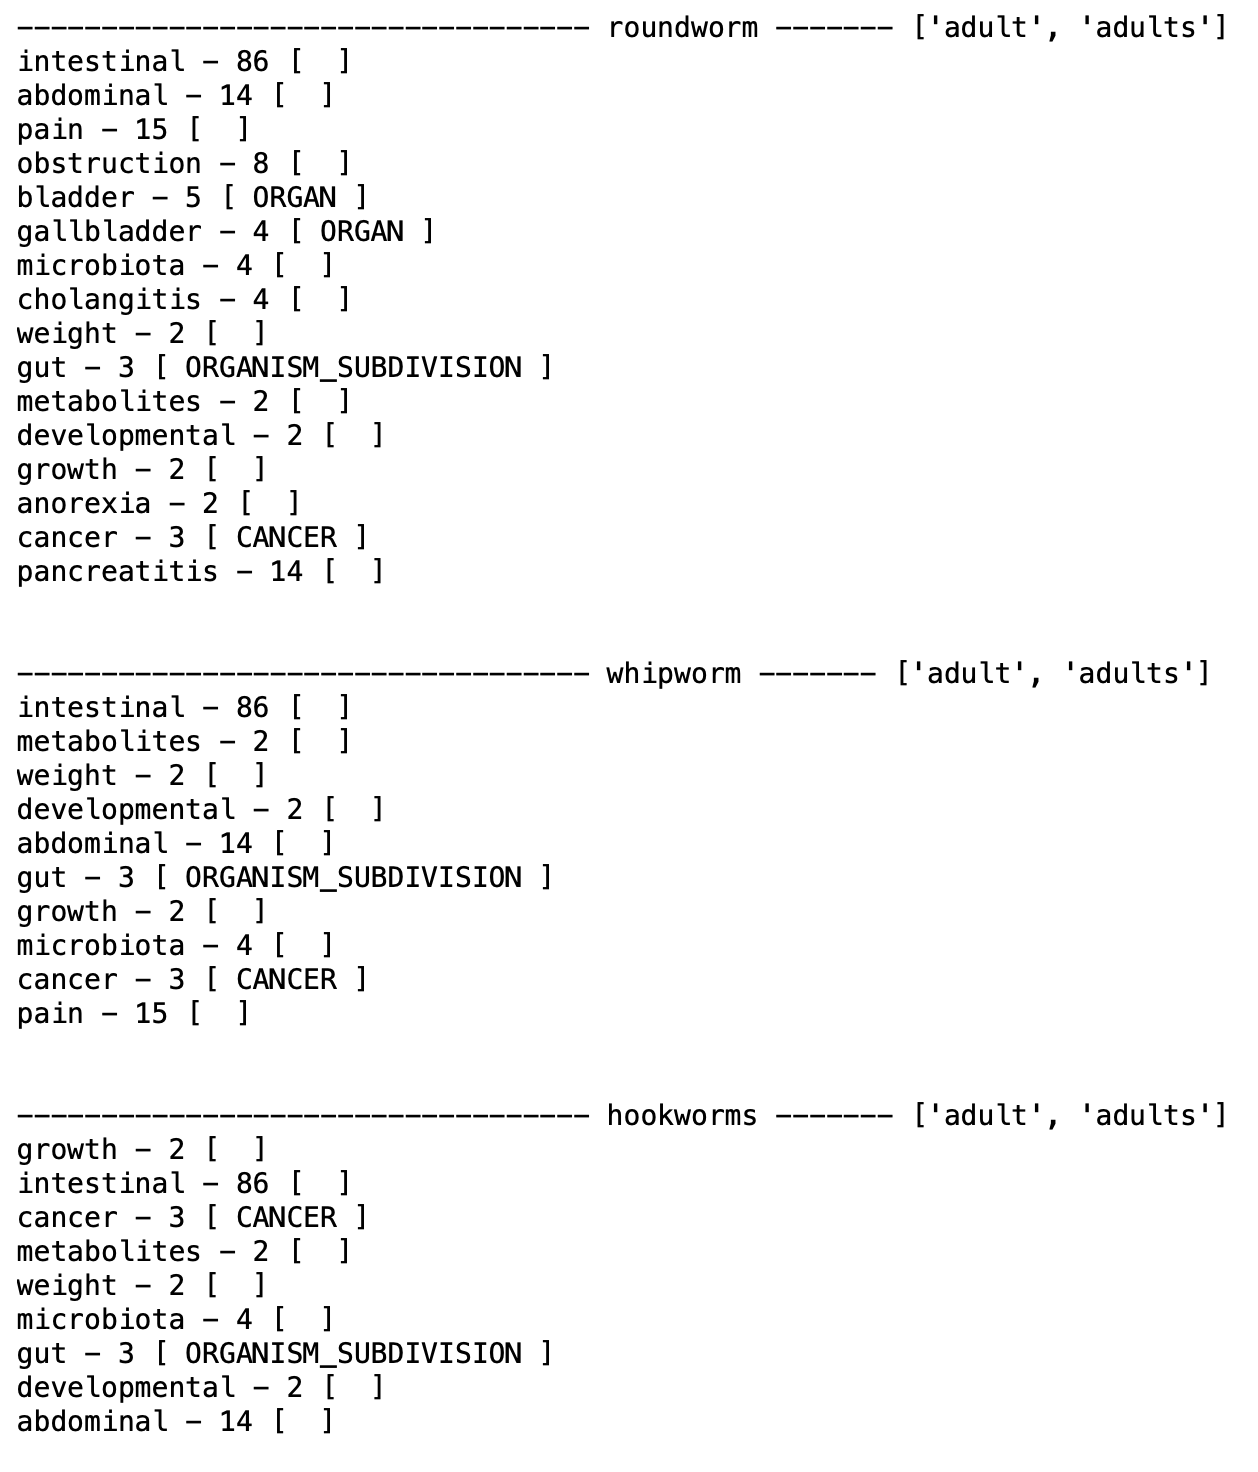 ---------------------------------- roundworm ------- ['adult', 'adults']
intestinal - 86 [  ]
abdominal - 14 [  ]
pain - 15 [  ]
obstruction - 8 [  ]
bladder - 5 [ ORGAN ]
gallbladder - 4 [ ORGAN ]
microbiota - 4 [  ]
cholangitis - 4 [  ]
weight - 2 [  ]
gut - 3 [ ORGANISM_SUBDIVISION ]
metabolites - 2 [  ]
developmental - 2 [  ]
growth - 2 [  ]
anorexia - 2 [  ]
cancer - 3 [ CANCER ]
pancreatitis - 14 [  ]
---------------------------------- whipworm ------- ['adult', 'adults']
intestinal - 86 [  ]
metabolites - 2 [  ]
weight - 2 [  ]
developmental - 2 [  ]
abdominal - 14 [  ]
gut - 3 [ ORGANISM_SUBDIVISION ]
growth - 2 [  ]
microbiota - 4 [  ]
cancer - 3 [ CANCER ]
pain - 15 [  ]
---------------------------------- hookworms ------- ['adult', 'adults']
growth - 2 [  ]
intestinal - 86 [  ]
cancer - 3 [ CANCER ]
metabolites - 2 [  ]
weight - 2 [  ]
microbiota - 4 [  ]
gut - 3 [ ORGANISM_SUBDIVISION ]
developmental - 2 [  ]
abdominal - 14 [  ]